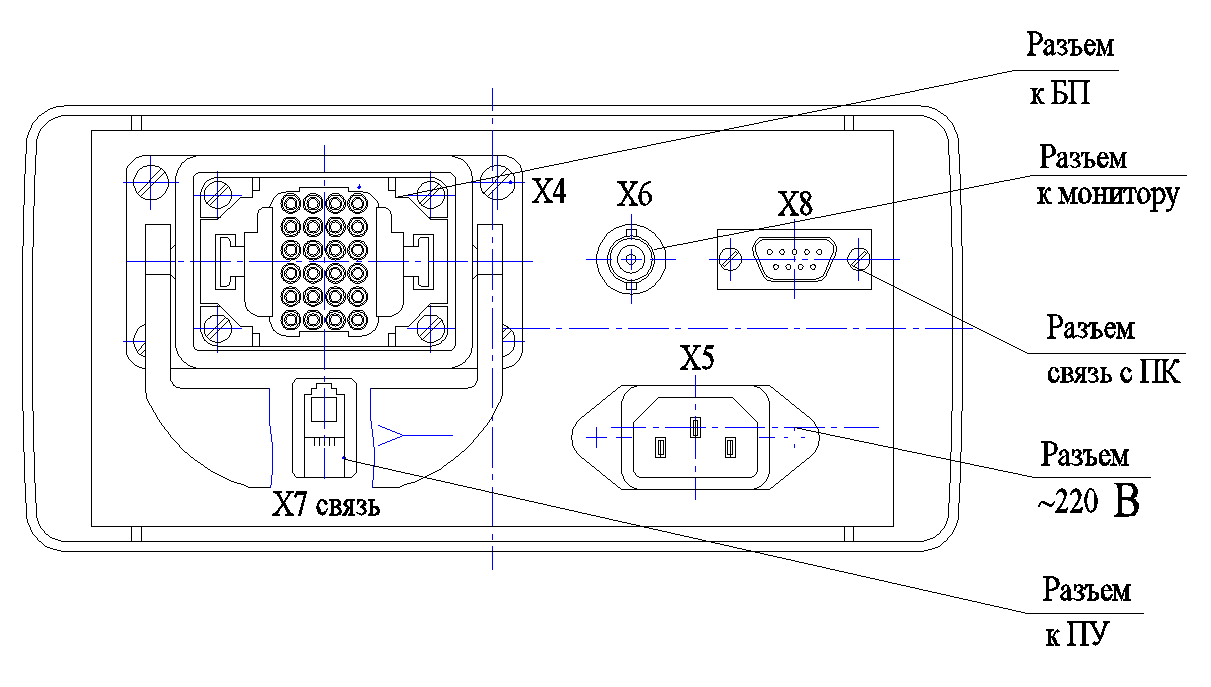 Разъем
к БП
Разъем
к монитору
X4
X6
X8
Разъем
связь с ПК
X5
Разъем
~220 В
X7 связь
Разъем
к ПУ